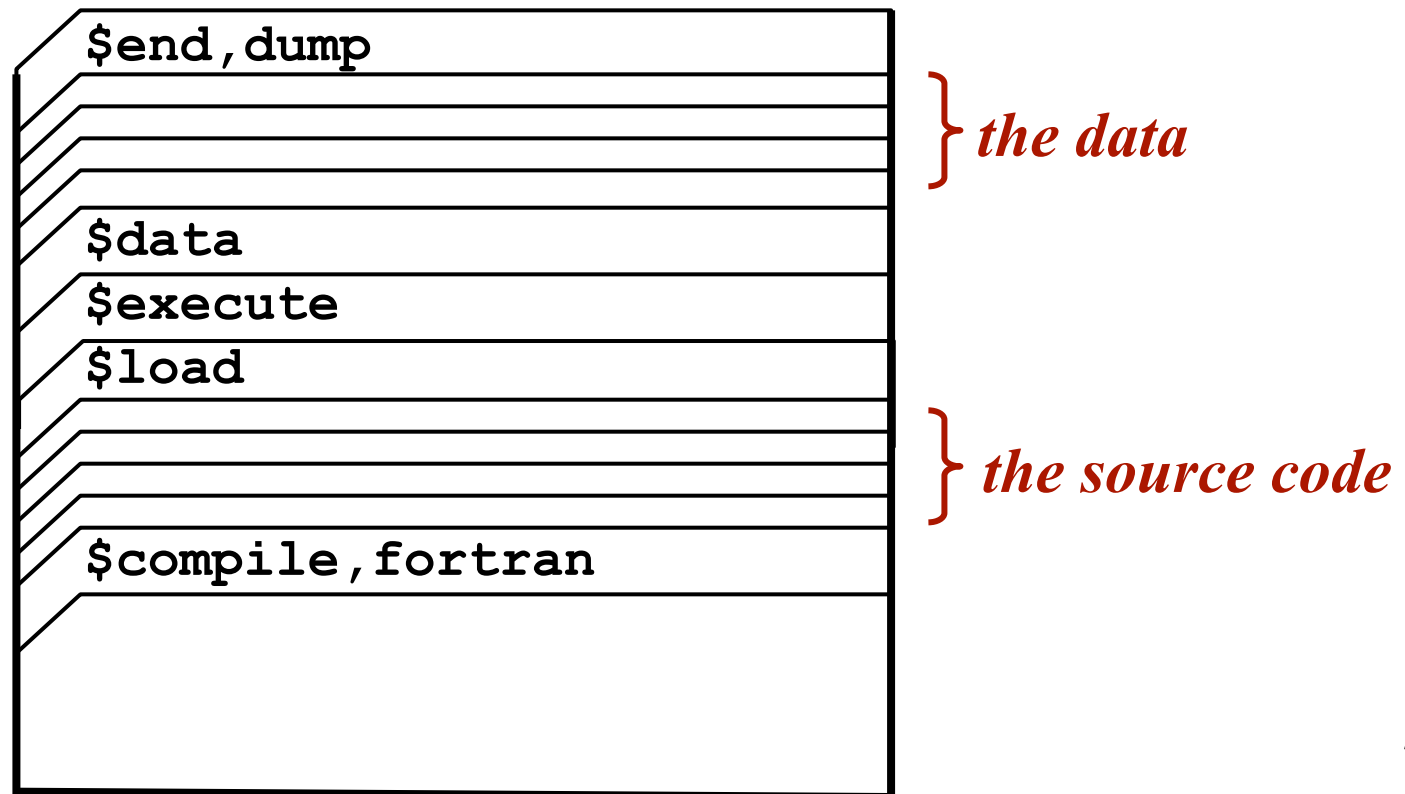 $end,dump
the data
$data
$execute
$load
the source code
$compile,fortran